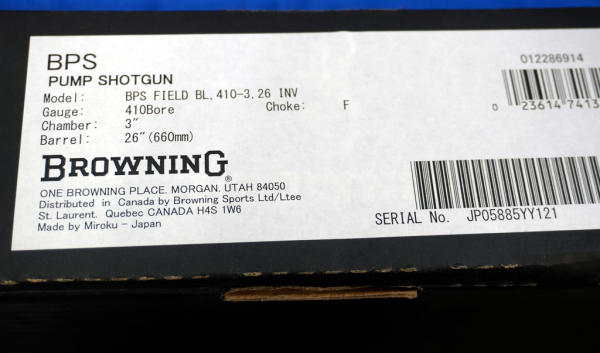 BPS
PUMP SHOTGUN
Model: BPS FIELD BL, 410-3, 26 INV
Gauge: 410Bore Choke: F
Chamber: 3"
Barrel: 26"(660mm)
BROWNING®
ONE BROWNING PLACE. MORGAN. UTAH 84050
Distributed in Canada by Browning Sports Ltd/Ltee
St. Laurent. Quebec CANADA H4S 1W6
Made by Miroku - Japan
012286914
0 23614 7413
SERIAL No. JP05885YY121